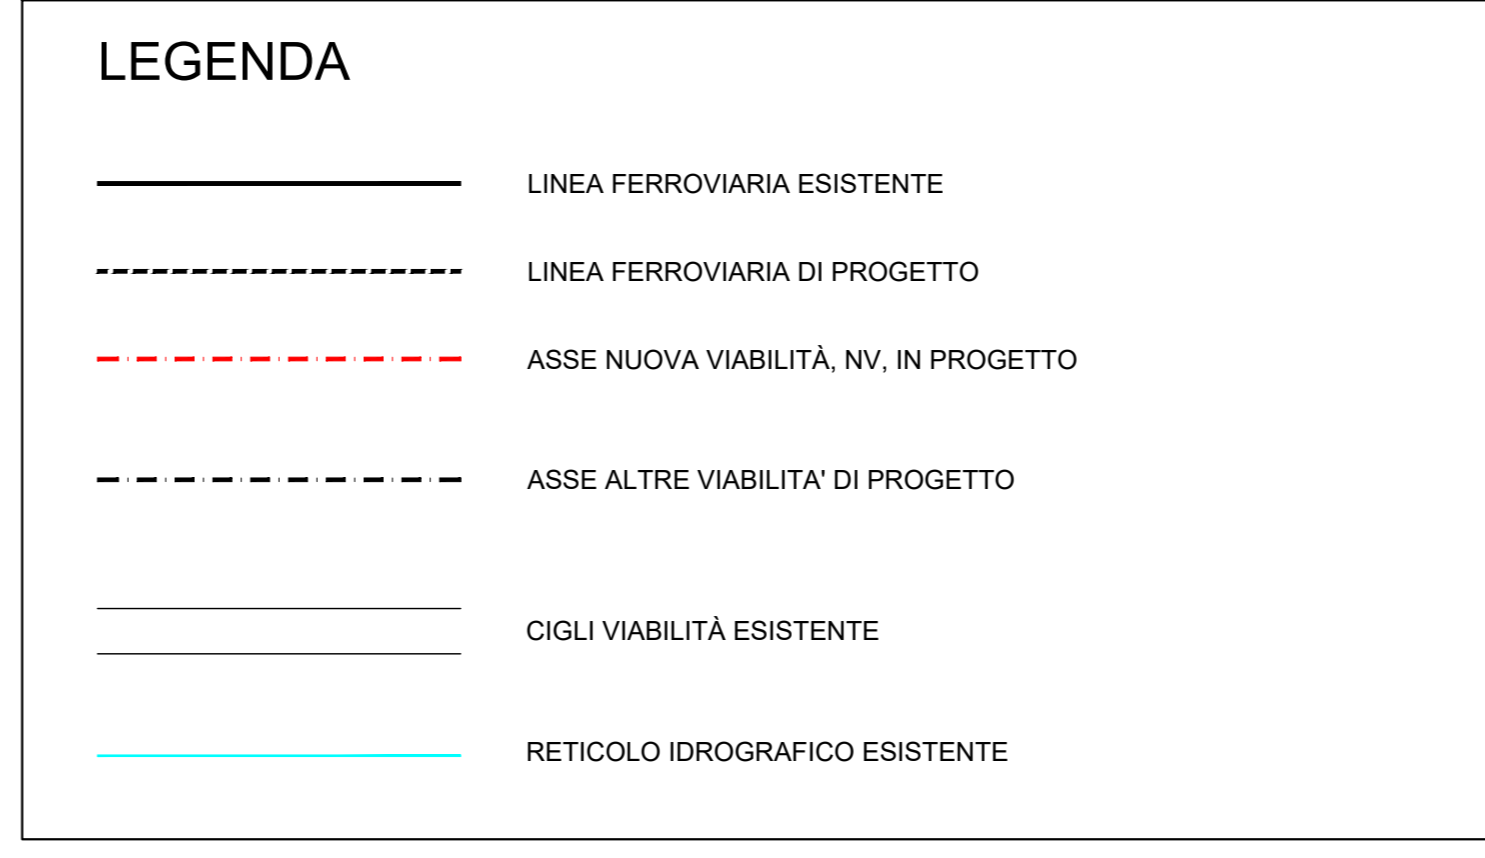 LEGENDA
LINEA FERROVIARIA ESISTENTE
LINEA FERROVIARIA DI PROGETTO
ASSE NUOVA VIABILITÀ, NV, IN PROGETTO
ASSE ALTRE VIABILITA' DI PROGETTO
CIGLI VIABILITÀ ESISTENTE
RETICOLO IDROGRAFICO ESISTENTE